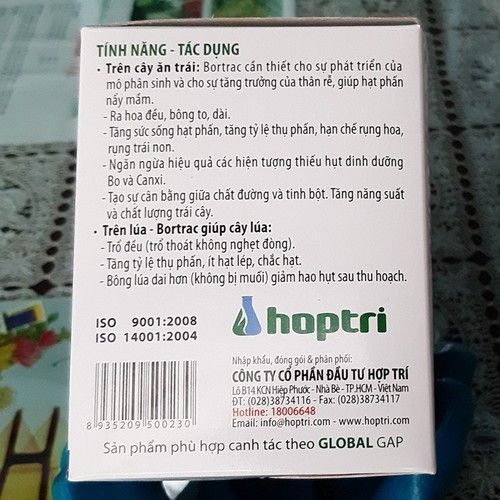 TÍNH NĂNG - TÁC DỤNG
• Trên cây ăn trái: Bortrac cần thiết cho sự phát triển của
mô phân sinh và cho sự tăng trưởng của thân rễ, giúp hạt phấn
nẩy mầm.
- Ra hoa đều, bông to, dài.
- Tăng sức sống hạt phấn, tăng tỷ lệ thụ phấn, hạn chế rụng hoa,
rụng trái non.
- Ngăn ngừa hiệu quả các hiện tượng thiếu hụt dinh dưỡng
Bo và Canxi.
- Tạo sự cân bằng giữa chất đường và tinh bột. Tăng năng suất
và chất lượng trái cây.
• Trên lúa - Bortrac giúp cây lúa:
- Trổ đều (trổ thoát không nghẹt đòng).
- Tăng tỷ lệ thụ phấn, ít hạt lép, chắc hạt.
- Bông lúa dai hơn (không bị muối) giảm hao hụt sau thu hoạch.
ISO 9001:2008
ISO 14001:2004
hoptri
Nhập khẩu, đóng gói & phân phối:
CÔNG TY CỔ PHẦN ĐẦU TƯ HỢP TRÍ
Lô B14 KCN Hiệp Phước - Nhà Bè - TP.HCM - Việt Nam
ĐT: (028)38734116 - Fax: (028)38734117
Hotline: 18006648
Email: info@hoptri.com - www.hoptri.com
8 935209 500230
Sản phẩm phù hợp canh tác theo GLOBAL GAP